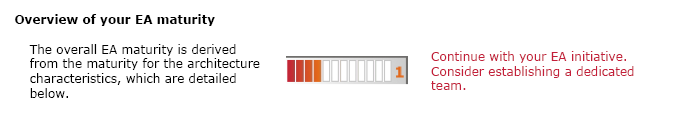 Overview of your EA maturity
The overall EA maturity is derived
from the maturity for the architecture
characteristics, which are detailed
below.
1
Continue with your EA initiative.
Consider establishing a dedicated
team.